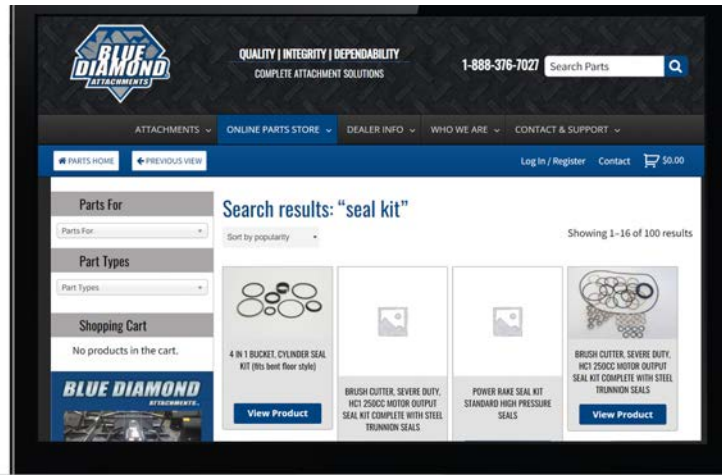 BLUE
DIAMOND
ATTACHMENTS
QUALITY | INTEGRITY | DEPENDABILITY
COMPLETE ATTACHMENT SOLUTIONS
1-888-376-7027
Search Parts
ATTACHMENTS
ONLINE PARTS STORE
DEALER INFO
WHO WE ARE
CONTACT & SUPPORT
PARTS HOME
PREVIOUS VIEW
Log In / Register
Contact
$0.00
Parts For
Parts For
Part Types
Part Types
Shopping Cart
No products in the cart.
BLUE DIAMOND
ATTACHMENTS
Search results: “seal kit”
Sort by popularity
Showing 1–16 of 100 results
4 IN 1 BUCKET, CYLINDER SEAL
KIT (fits bent floor style)
View Product
BRUSH CUTTER, SEVERE DUTY,
HC1 250CC MOTOR OUTPUT
SEAL KIT COMPLETE WITH STEEL
TRUNNION SEALS
POWER RAKE SEAL KIT
STANDARD HIGH PRESSURE
SEALS
BRUSH CUTTER, SEVERE DUTY,
HC1 250CC MOTOR OUTPUT
SEAL KIT COMPLETE WITH STEEL
TRUNNION SEALS
View Product